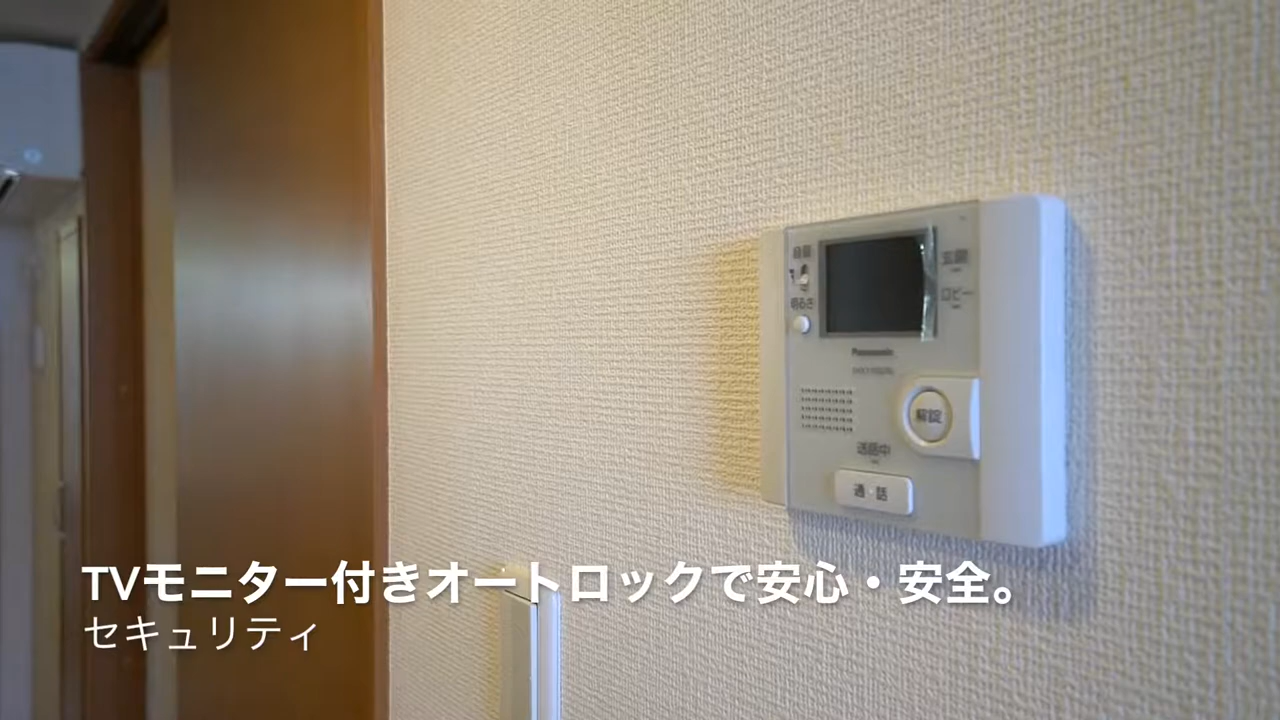 音量
明るさ
玄関
ロビー
Panasonic
解錠
通話中
通・話
TVモニター付きオートロックで安心・安全。
セキュリティ